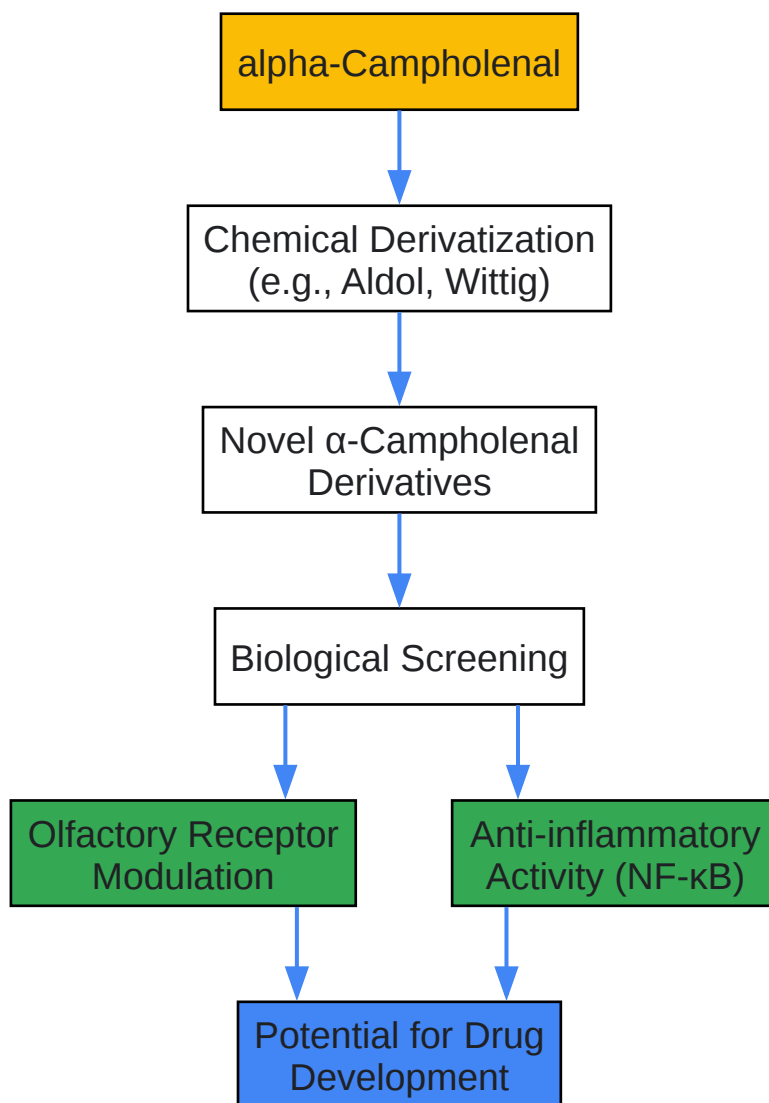 alpha-Campholenal
Chemical Derivatization
(e.g., Aldol, Wittig)
Novel α-Campholenal
Derivatives
Biological Screening
Olfactory Receptor
Modulation
Anti-inflammatory
Activity (NF-κB)
Potential for Drug
Development